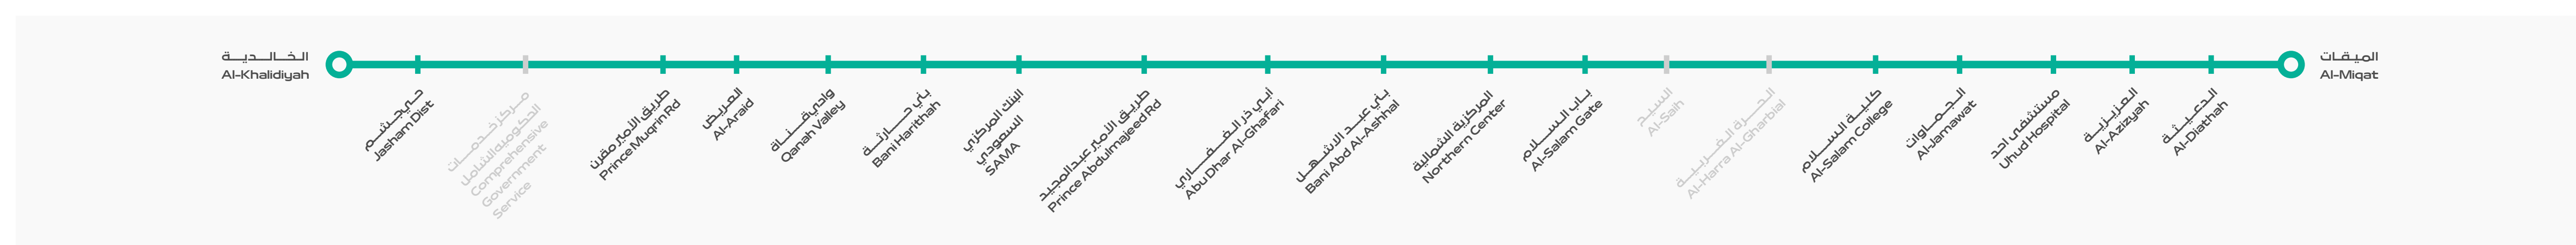 الخالدية
Al-Khalidiyah
حي جشم
Jasham Dist
مركز خدمات
الحكومية الشامل
Comprehensive
Government
Service
طريق الأمير مقرن
Prince Muqrin Rd
العريض
Al-Araid
وادي قناة
Qanah Valley
بني حارثة
Bani Harithah
البنك المركزي
السعودي
SAMA
طريق الأمير عبدالمجيد
Prince Abdulmajeed Rd
أبي ذر الغفاري
Abu Dhar Al-Ghafari
بني عبد الاشهل
Bani Abd Al-Ashhal
المركزية الشمالية
Northern Center
باب السلام
Al-Salam Gate
السيح
Al-Saih
الحرة الغربية
Al-Harra Al-Gharbial
كلية السلام
Al-Salam College
الجماوات
Al-Jamawat
مستشفى احد
Uhud Hospital
العزيزية
Al-Azizyah
الدعيثة
Al-Diathah
الميقات
Al-Miqat